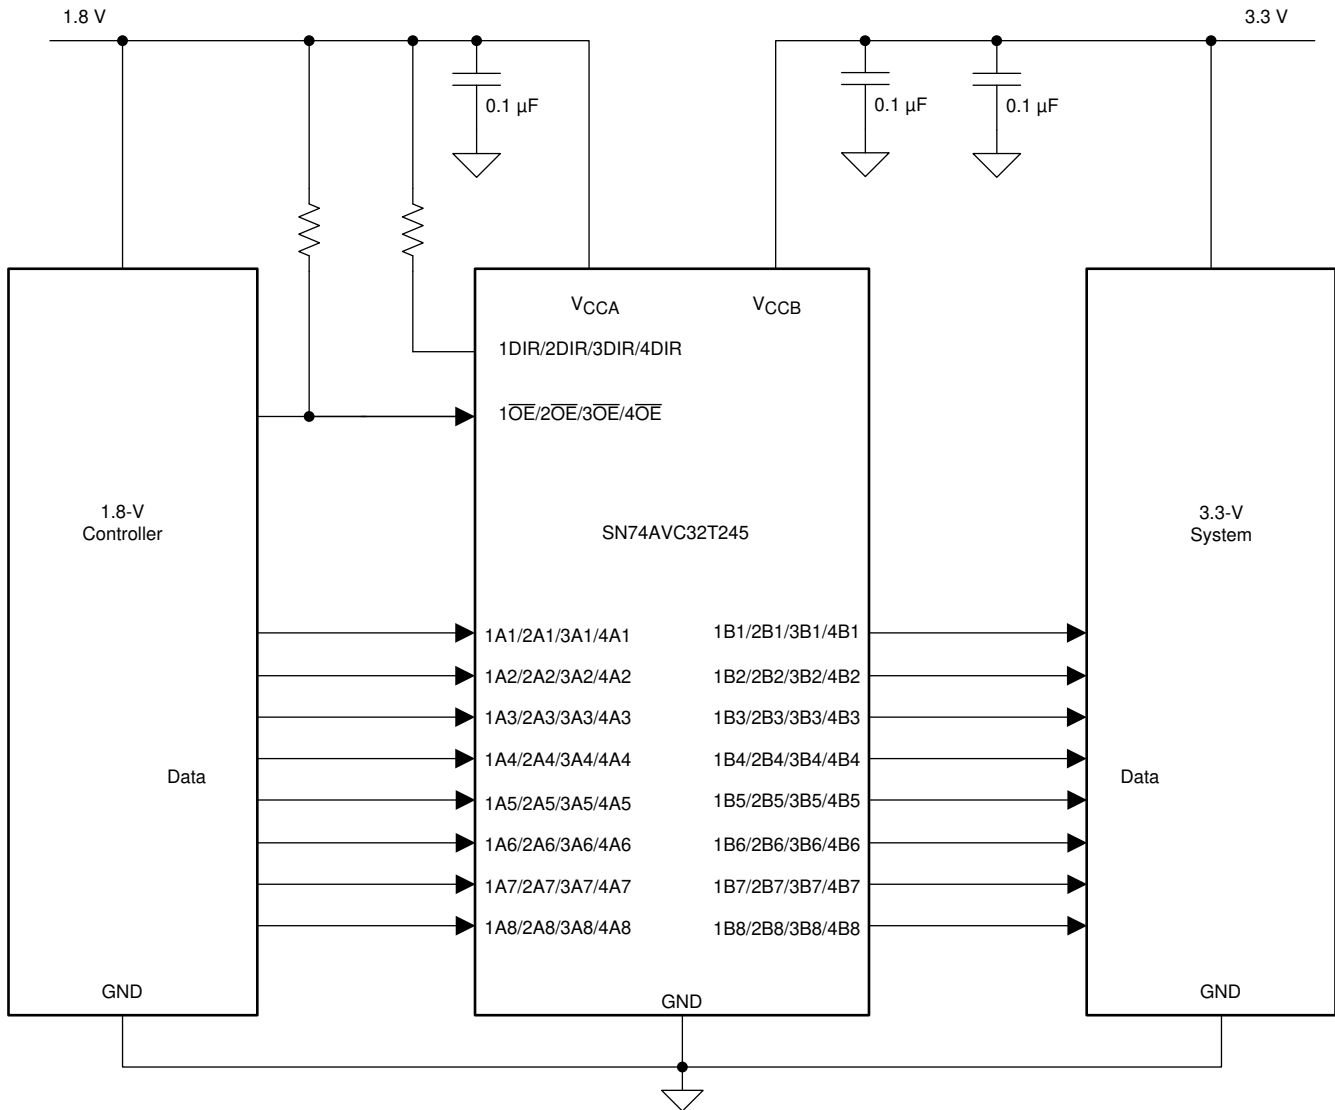 1.8 V
3.3 V
0.1 µF
0.1 µF
0.1 µF
VCCA
VCCB
1DIR/2DIR/3DIR/4DIR
1O̅E̅/2O̅E̅/3O̅E̅/4O̅E̅
1.8-V
Controller
SN74AVC32T245
3.3-V
System
1A1/2A1/3A1/4A1
1B1/2B1/3B1/4B1
1A2/2A2/3A2/4A2
1B2/2B2/3B2/4B2
1A3/2A3/3A3/4A3
1B3/2B3/3B3/4B3
1A4/2A4/3A4/4A4
1B4/2B4/3B4/4B4
Data
Data
1A5/2A5/3A5/4A5
1B5/2B5/3B5/4B5
1A6/2A6/3A6/4A6
1B6/2B6/3B6/4B6
1A7/2A7/3A7/4A7
1B7/2B7/3B7/4B7
1A8/2A8/3A8/4A8
1B8/2B8/3B8/4B8
GND
GND
GND